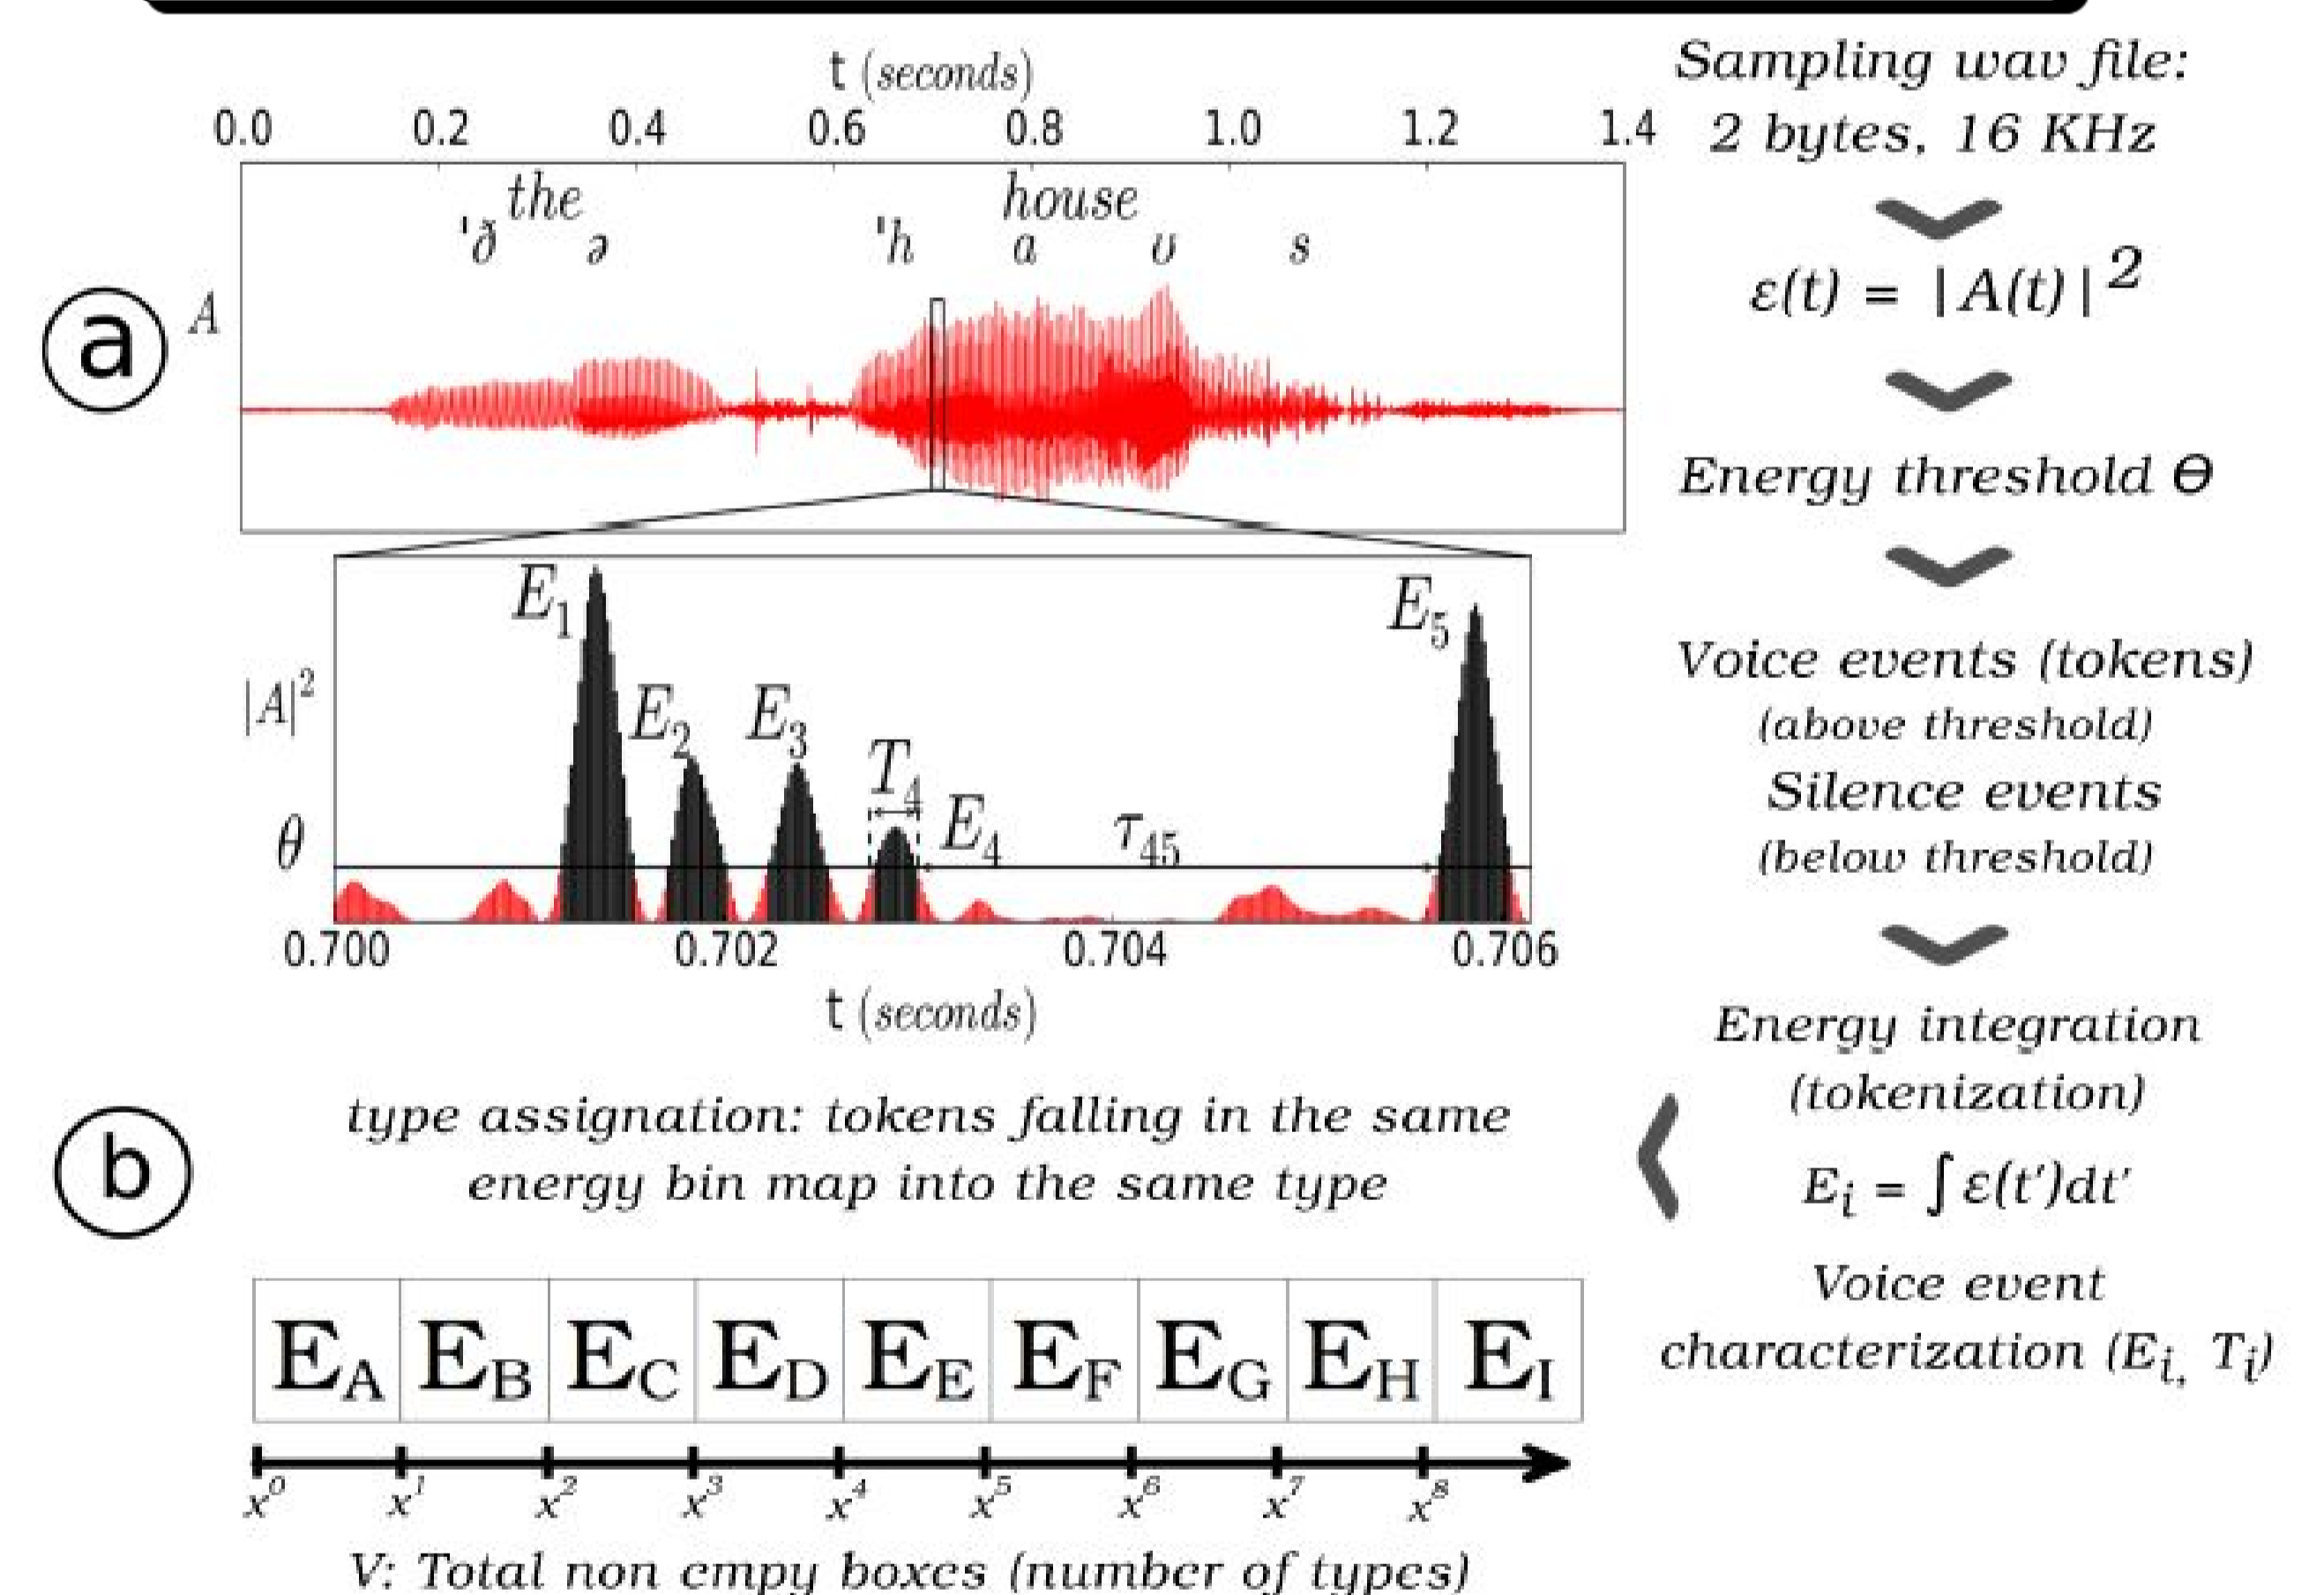 t (seconds)
0.0 0.2 0.4 0.6 0.8 1.0 1.2 1.4
the house
'ð ə 'h a ʊ s
a
A
E1 E5
E2 E3
T4
E4 τ45
|A|²
θ
0.700 0.702 0.704 0.706
t (seconds)
Sampling wav file:
2 bytes, 16 KHz
ε(t) = |A(t)|²
Energy threshold Θ
Voice events (tokens)
(above threshold)
Silence events
(below threshold)
Energy integration
(tokenization)
Ei = ∫ε(t')dt'
Voice event
characterization (Ei, Ti)
b
type assignation: tokens falling in the same
energy bin map into the same type
EA EB EC ED EE EF EG EH EI
x⁰ x¹ x² x³ x⁴ x⁵ x⁶ x⁷ x⁸
V: Total non empy boxes (number of types)